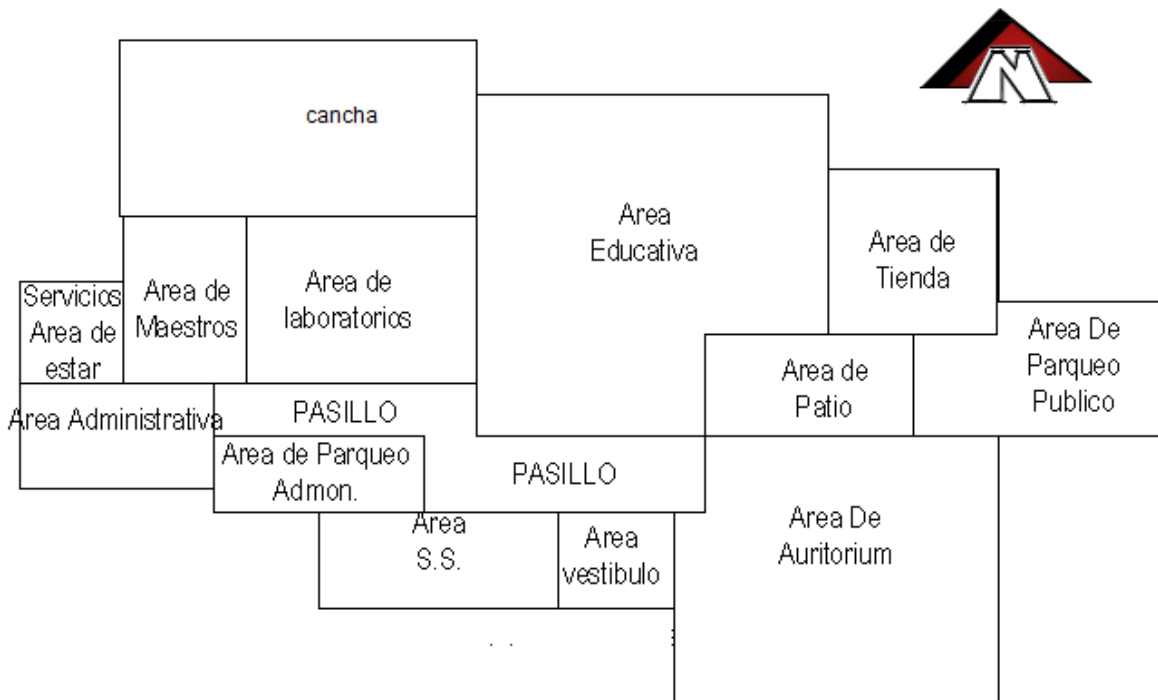 N
cancha
Area
Educativa
Area de
Tienda
Servicios
Area de
estar
Area de
Maestros
Area de
laboratorios
Area De
Parqueo
Publico
Area de
Patio
Area Administrativa
PASILLO
Area de Parqueo
Admon.
PASILLO
Area
S.S.
Area
vestibulo
Area De
Auritorium